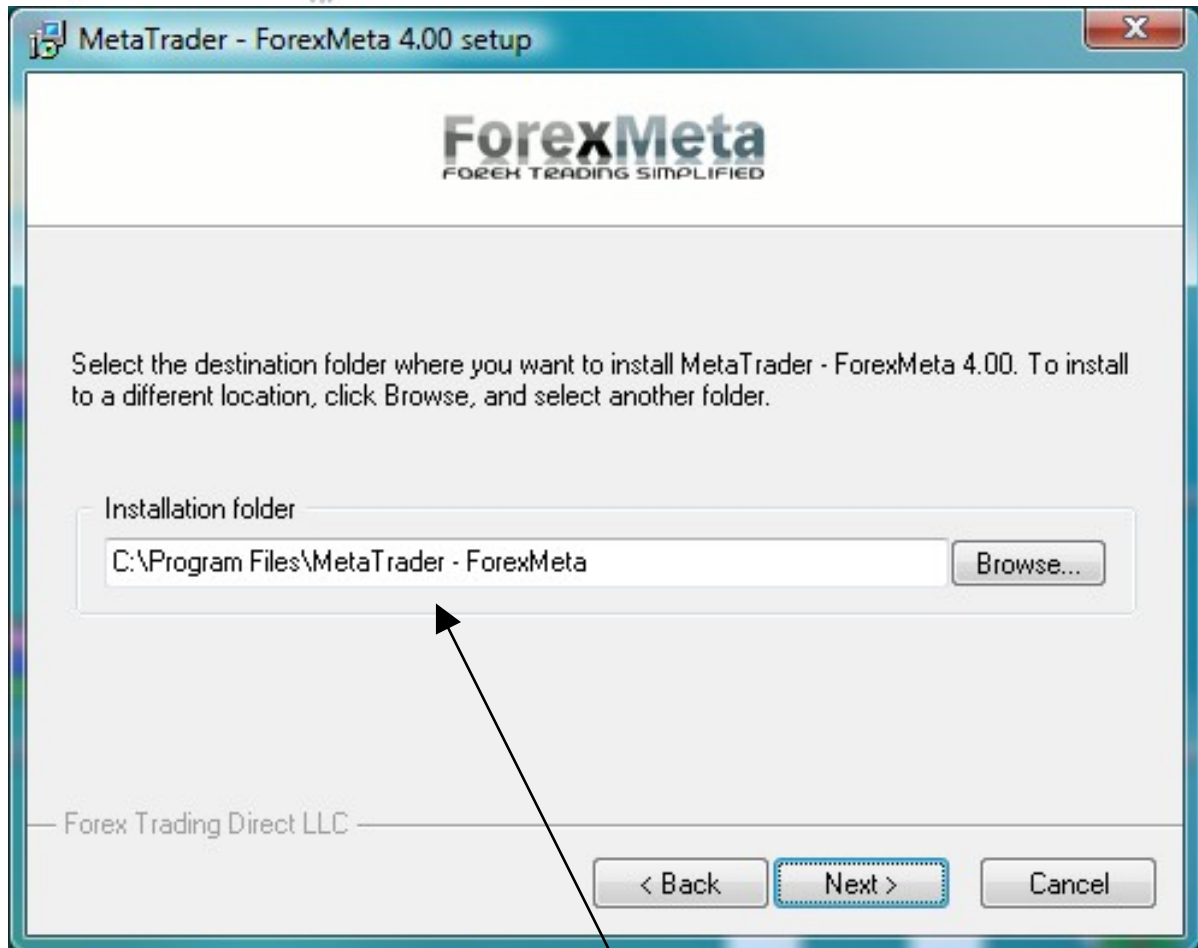 MetaTrader - ForexMeta 4.00 setup
X
ForexMeta
FOREX TRADING SIMPLIFIED
Select the destination folder where you want to install MetaTrader - ForexMeta 4.00. To install
to a different location, click Browse, and select another folder.
Installation folder
C:\Program Files\MetaTrader - ForexMeta
Browse...
Forex Trading Direct LLC
< Back
Next >
Cancel